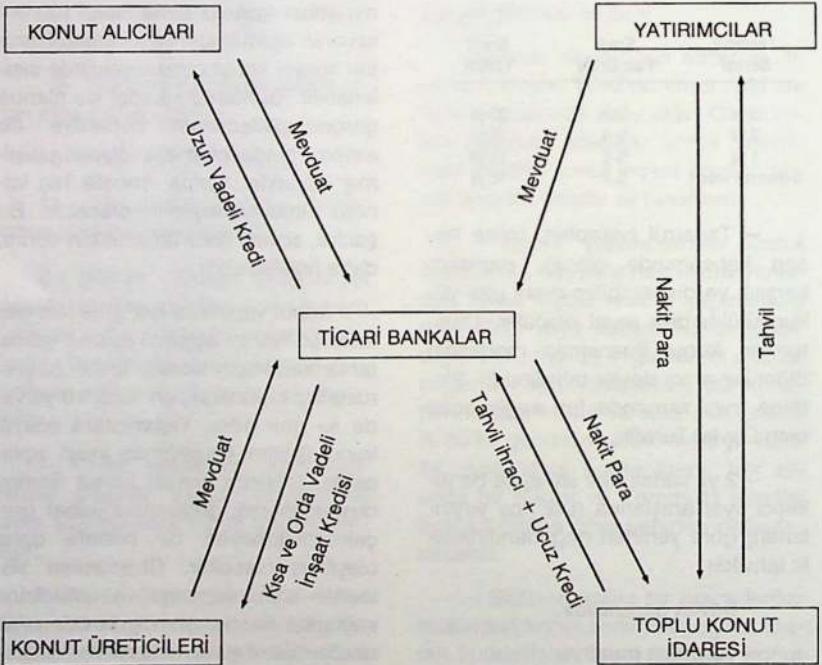 KONUT ALICILARI
YATIRIMCILAR
Uzun Vadeli Kredi
Mevduat
Mevduat
Nakit Para
Tahvil
TİCARİ BANKALAR
Mevduat
Kısa ve Orda Vadeli
İnşaat Kredisi
Tahvil İhracı + Ucuz Kredi
Nakit Para
KONUT ÜRETİCİLERİ
TOPLU KONUT
İDARESİ